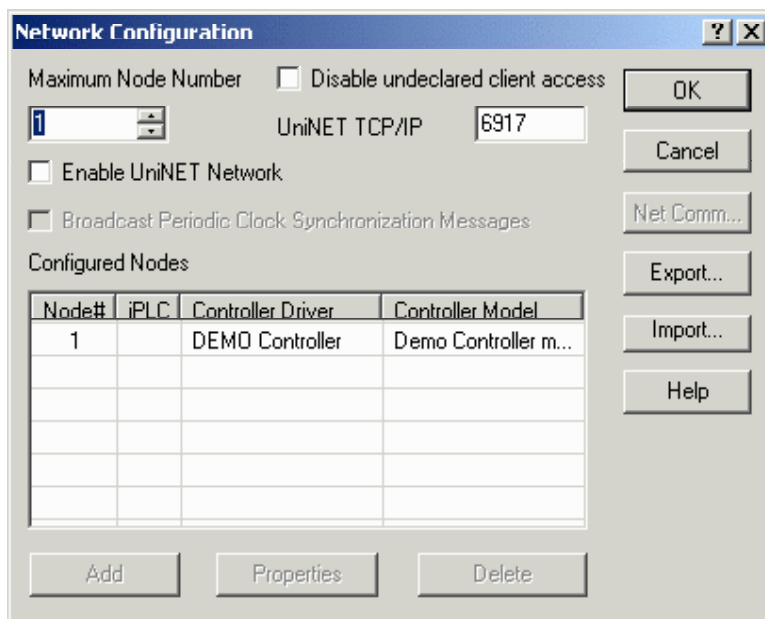 Network Configuration
Maximum Node Number
Disable undeclared client access
1
UniNET TCP/IP
6917
Enable UniNET Network
Broadcast Periodic Clock Synchronization Messages
Configured Nodes
Node# iPLC Controller Driver Controller Model
1 DEMO Controller Demo Controller m...
Add
Properties
Delete
OK
Cancel
Net Comm...
Export...
Import...
Help